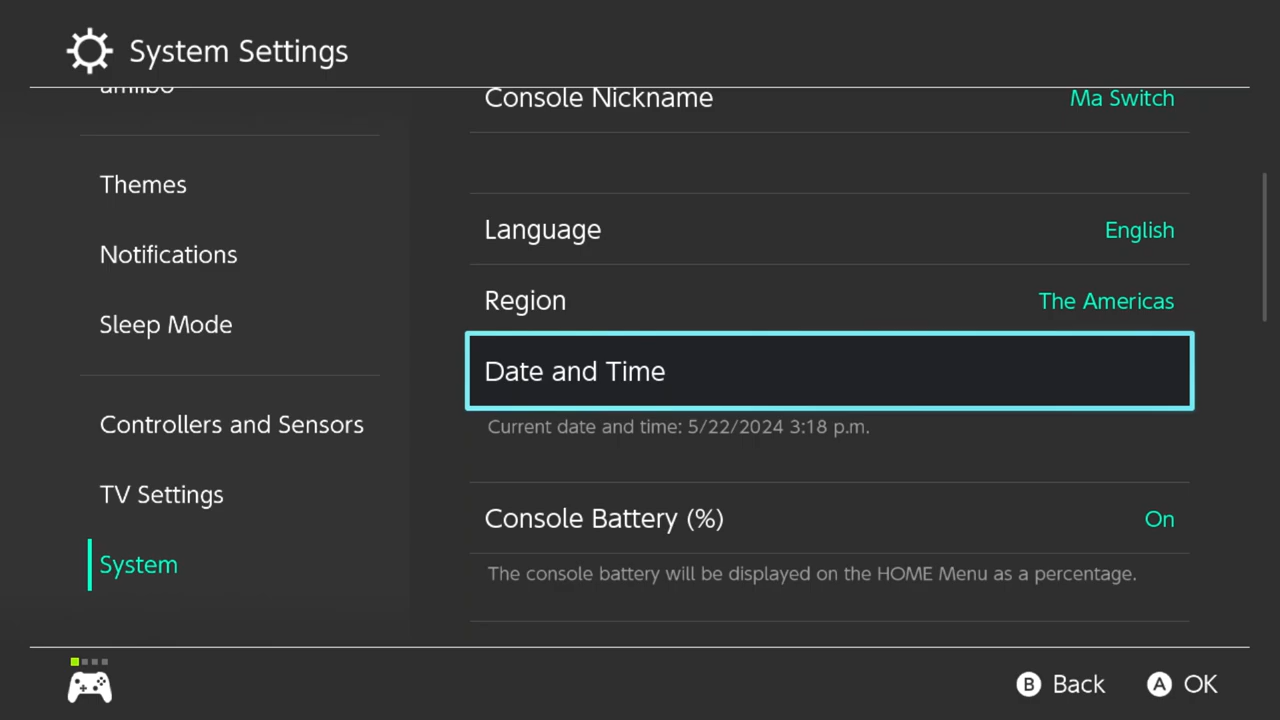 System Settings
amiibo
Themes
Notifications
Sleep Mode
Controllers and Sensors
TV Settings
System
Console Nickname Ma Switch
Language English
Region The Americas
Date and Time
Current date and time: 5/22/2024 3:18 p.m.
Console Battery (%) On
The console battery will be displayed on the HOME Menu as a percentage.
B Back A OK